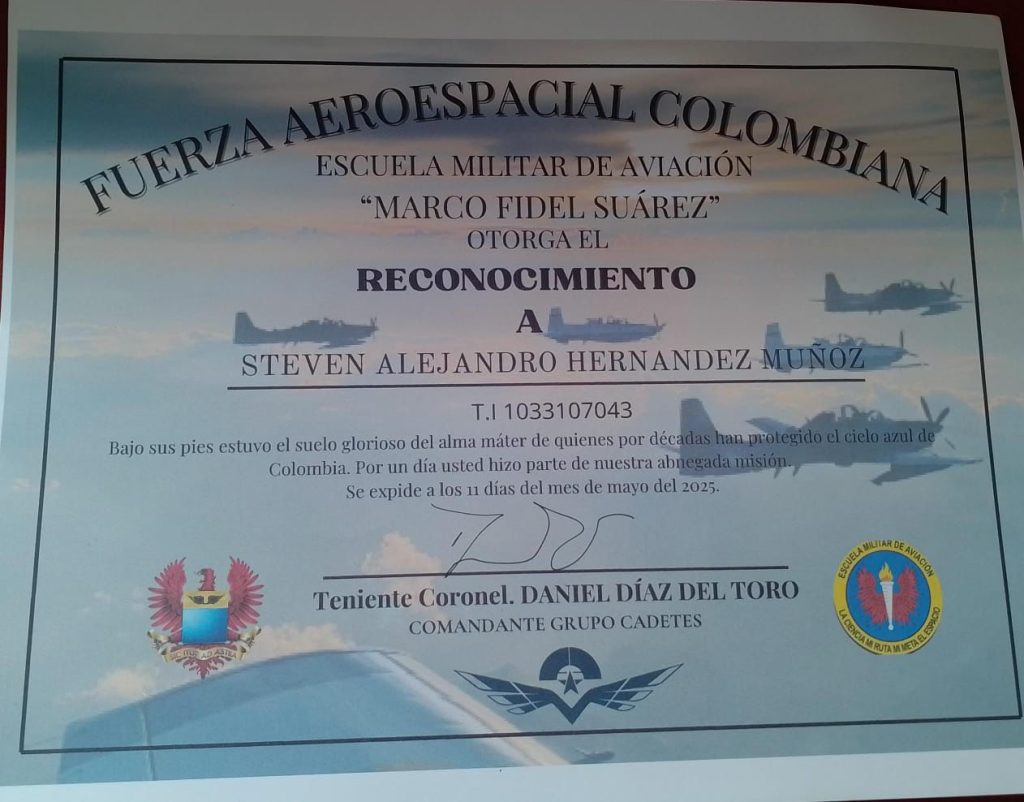 FUERZA AEROESPACIAL COLOMBIANA
ESCUELA MILITAR DE AVIACIÓN
“MARCO FIDEL SUÁREZ”
OTORGA EL
RECONOCIMIENTO
A
STEVEN ALEJANDRO HERNANDEZ MUÑOZ
T.I 1033107043
Bajo sus pies estuvo el suelo glorioso del alma máter de quienes por décadas han protegido el cielo azul de
Colombia. Por un día usted hizo parte de nuestra abnegada misión.
Se expide a los 11 días del mes de mayo del 2025.
Teniente Coronel. DANIEL DÍAZ DEL TORO
COMANDANTE GRUPO CADETES
SIC ITUR AD ASTRA
ESCUELA MILITAR DE AVIACIÓN
LA CIENCIA MI RUTA MI META EL ESPACIO